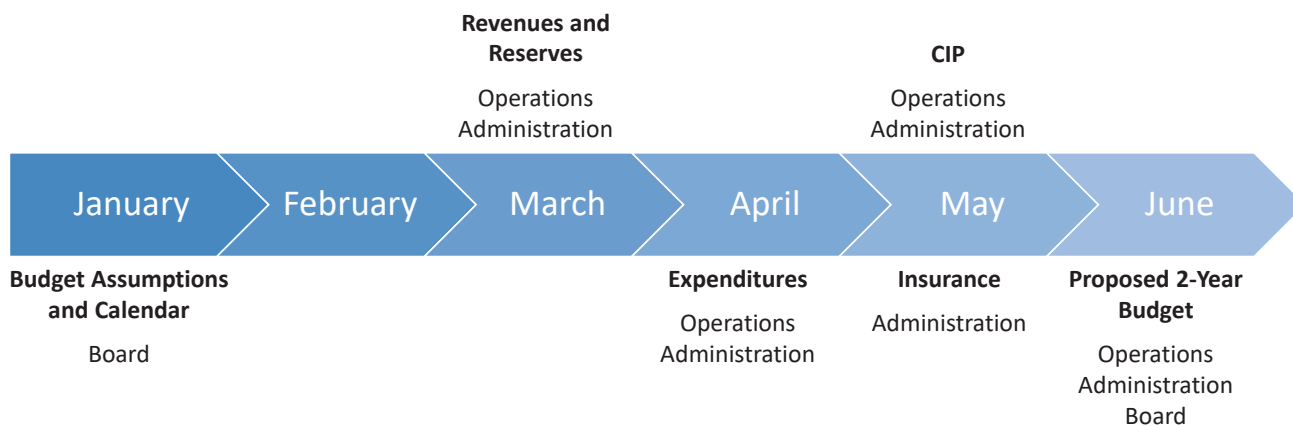 Revenues and
Reserves
Operations
Administration
CIP
Operations
Administration
January
February
March
April
May
June
Budget Assumptions
and Calendar
Board
Expenditures
Operations
Administration
Insurance
Administration
Proposed 2-Year
Budget
Operations
Administration
Board